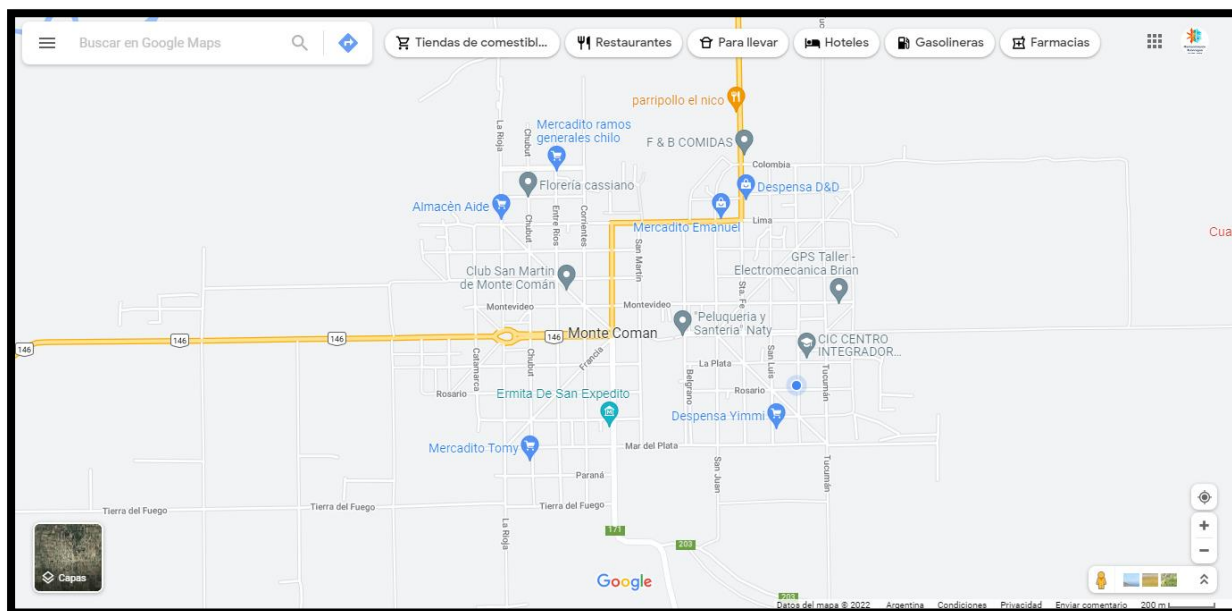 Buscar en Google Maps
Tiendas de comestibl...
Restaurantes
Para llevar
Hoteles
Gasolineras
Farmacias
parripollo el nico
Mercadito ramos
generales chilo
F & B COMIDAS
La Rioja
Chubut
Colombia
Florería cassiano
Despensa D&D
Almacèn Aide
Mercadito Emanuel
Lima
Chubut
Entre Ríos
Corrientes
San Martín
Cua
GPS Taller -
Electromecanica Brian
Club San Martin
de Monte Comán
Sta. Fe
Montevideo
Montevideo
"Peluqueria y
Santeria" Naty
146
146
146
146
Monte Coman
CIC CENTRO
INTEGRADOR...
Catamarca
Chubut
Francia
La Plata
San Luis
Tucumán
Belgrano
Rosario
Rosario
Ermita De San Expedito
Despensa Yimmi
Mercadito Tomy
Mar del Plata
San Juan
Tucumán
Paraná
Tierra del Fuego
Tierra del Fuego
Tierra del Fuego
La Rioja
171
203
203
Capas
Google
Datos del mapa © 2022 Argentina Condiciones Privacidad Enviar comentario 200 m